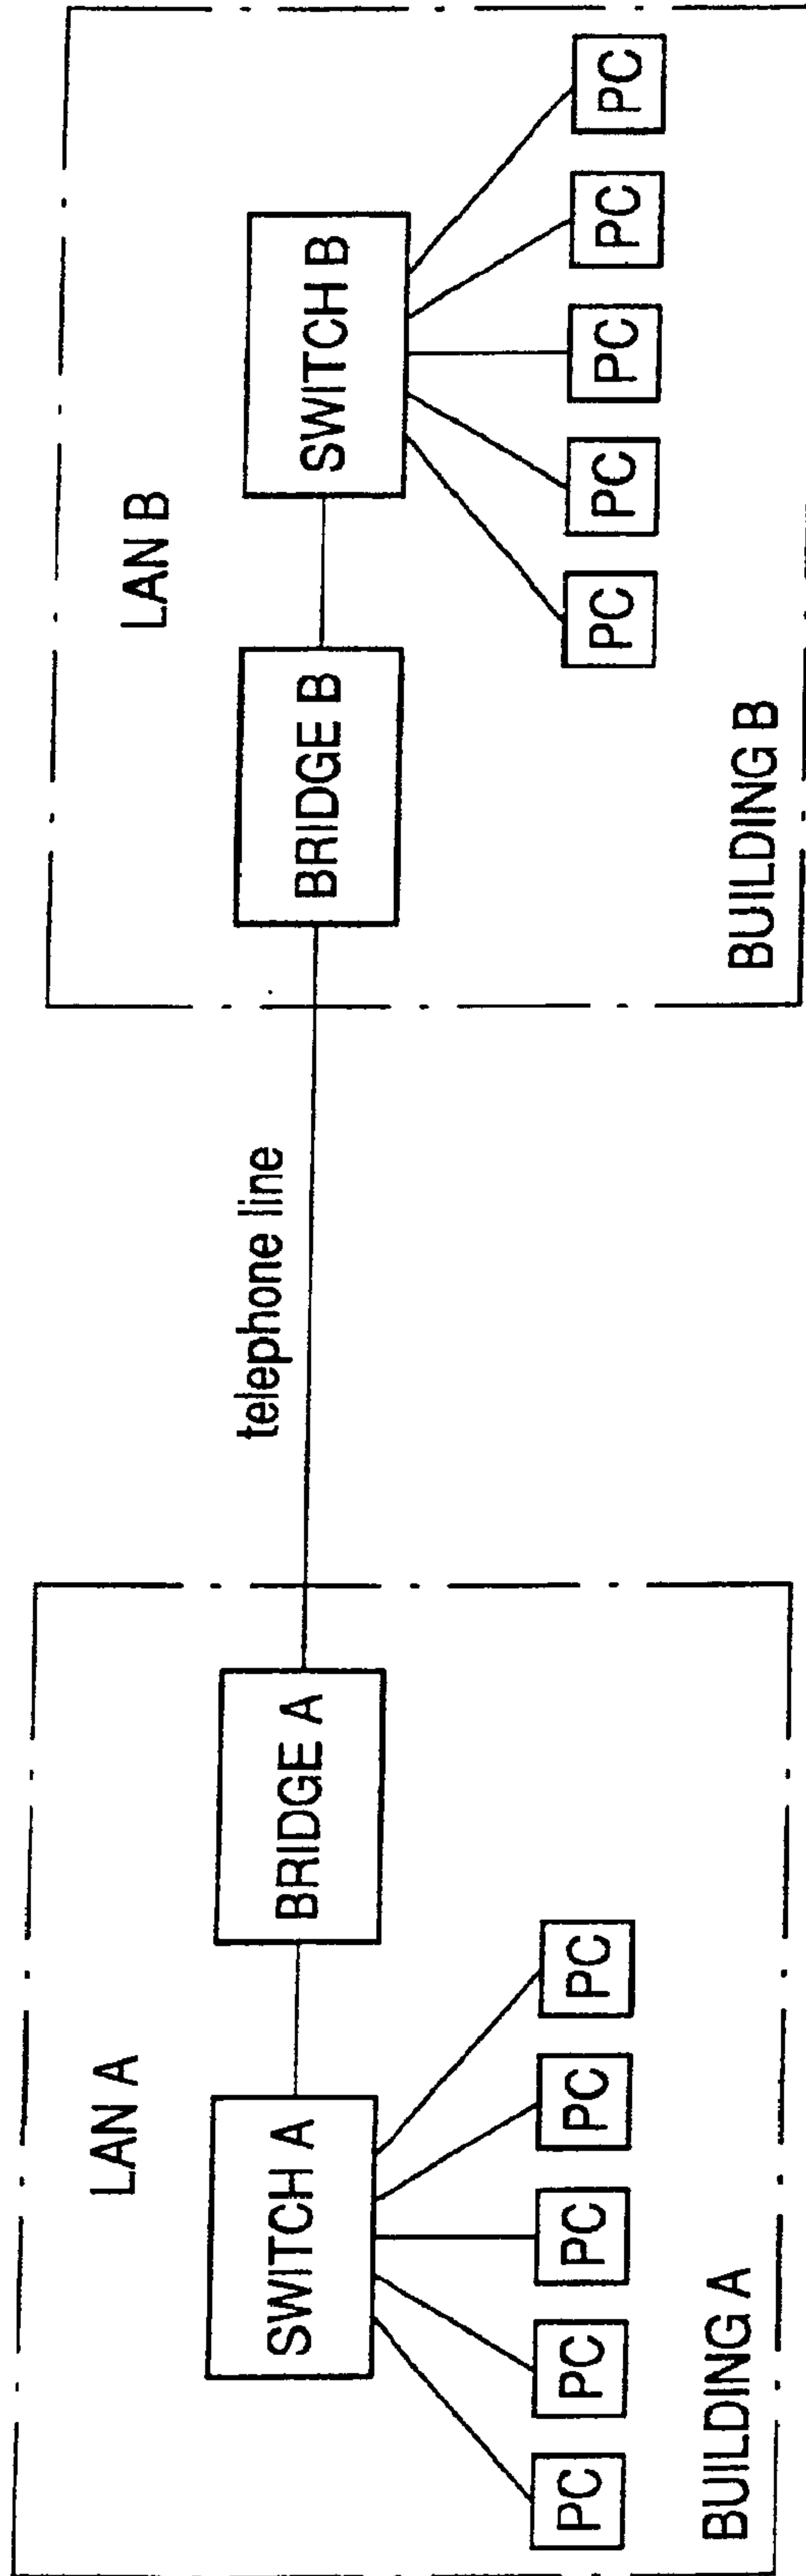 LAN A
SWITCH A
BRIDGE A
PC
PC
PC
PC
PC
BUILDING A
telephone line
LAN B
BRIDGE B
SWITCH B
PC
PC
PC
PC
PC
BUILDING B